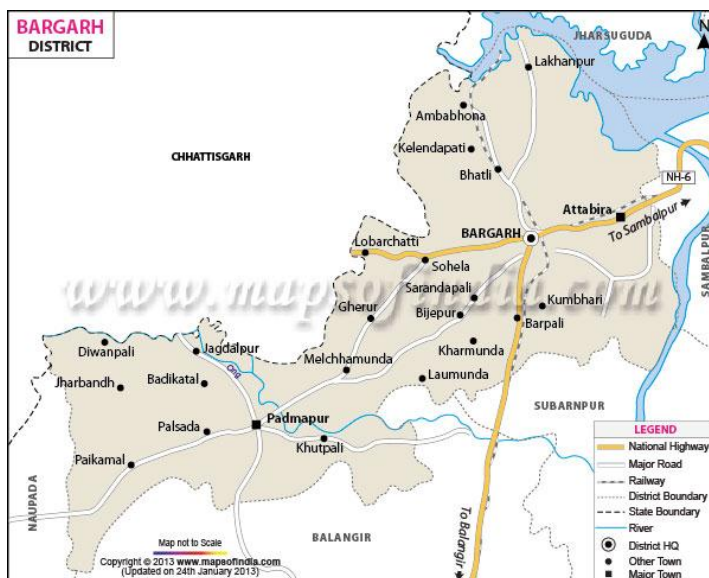 BARGARH
DISTRICT
JHARSUGUDA
N
Lakhanpur
Ambabhona
CHHATTISGARH
Kelendapati
Bhatli
NH-6
Attabira
To Sambalpur
BARGARH
SAMBALPUR
Lobarchatti
Sohela
www.mapsofindia.com
Sarandapali
Gherur
Bijepur
Kumbhari
Barpali
Diwanpali
Jagdalpur
Kharmunda
Melchhamunda
Ong
Jharbandh
Badikatal
Laumunda
SUBARNPUR
Padmapur
Palsada
Khutpali
Paikamal
NAUPADA
BALANGIR
To Balangir
Map not to Scale
Copyright © 2013 www.mapsofindia.com
(Updated on 24th January 2013)
LEGEND
National Highway
Major Road
Railway
District Boundary
State Boundary
River
District HQ
Other Town
Major Town